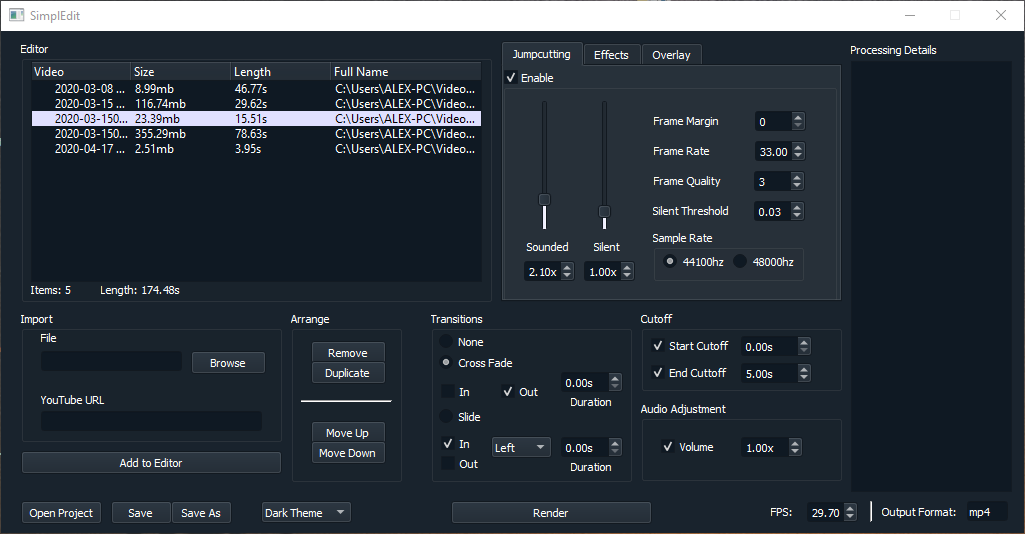 SimplEdit
Editor
Video Size Length Full Name
2020-03-08 ... 8.99mb 46.77s C:\Users\ALEX-PC\Video...
2020-03-15 ... 116.74mb 29.62s C:\Users\ALEX-PC\Video...
2020-03-150... 23.39mb 15.51s C:\Users\ALEX-PC\Video...
2020-03-150... 355.29mb 78.63s C:\Users\ALEX-PC\Video...
2020-04-17 ... 2.51mb 3.95s C:\Users\ALEX-PC\Video...
Items: 5 Length: 174.48s
Jumpcutting Effects Overlay
Enable
Sounded Silent
2.10x 1.00x
Frame Margin 0
Frame Rate 33.00
Frame Quality 3
Silent Threshold 0.03
Sample Rate
44100hz 48000hz
Processing Details
Import
File
Browse
YouTube URL
Add to Editor
Arrange
Remove
Duplicate
Move Up
Move Down
Transitions
None
Cross Fade
In Out 0.00s
Duration
Slide
In Left 0.00s
Out Duration
Cutoff
Start Cutoff 0.00s
End Cuttoff 5.00s
Audio Adjustment
Volume 1.00x
Open Project Save Save As Dark Theme Render FPS: 29.70 Output Format: mp4